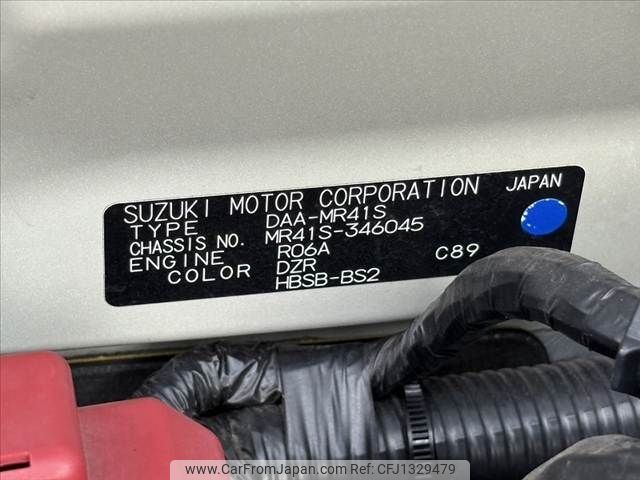 SUZUKI MOTOR CORPORATION JAPAN
TYPE DAA-MR41S
CHASSIS NO. MR41S-346045
ENGINE R06A
COLOR DZR C89
HBSB-BS2
www.CarFromJapan.com | CFJ1329479